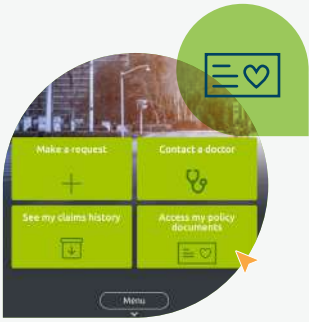 Make a request
Contact a doctor
See my claims history
Access my policy
documents
Menu